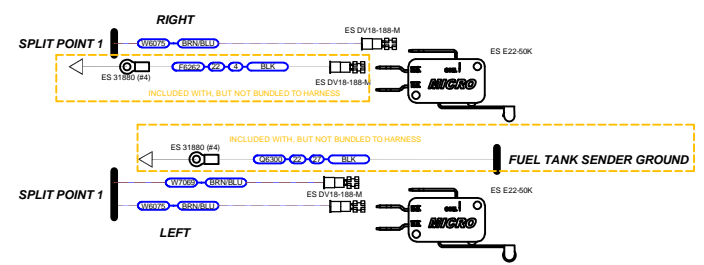 RIGHT
SPLIT POINT 1
W6075 BRN/BLU
ES DV18-188-M
ES E22-50K
ES 31880 (#4)
F6262 22 4 BLK
ES DV18-188-M
INCLUDED WITH, BUT NOT BUNDLED TO HARNESS
COM.
MICRO
INCLUDED WITH, BUT NOT BUNDLED TO HARNESS
ES 31880 (#4)
Q6300 22 27 BLK
FUEL TANK SENDER GROUND
SPLIT POINT 1
W7069 BRN/BLU
ES DV18-188-M
ES E22-50K
W6075 BRN/BLU
COM.
MICRO
LEFT